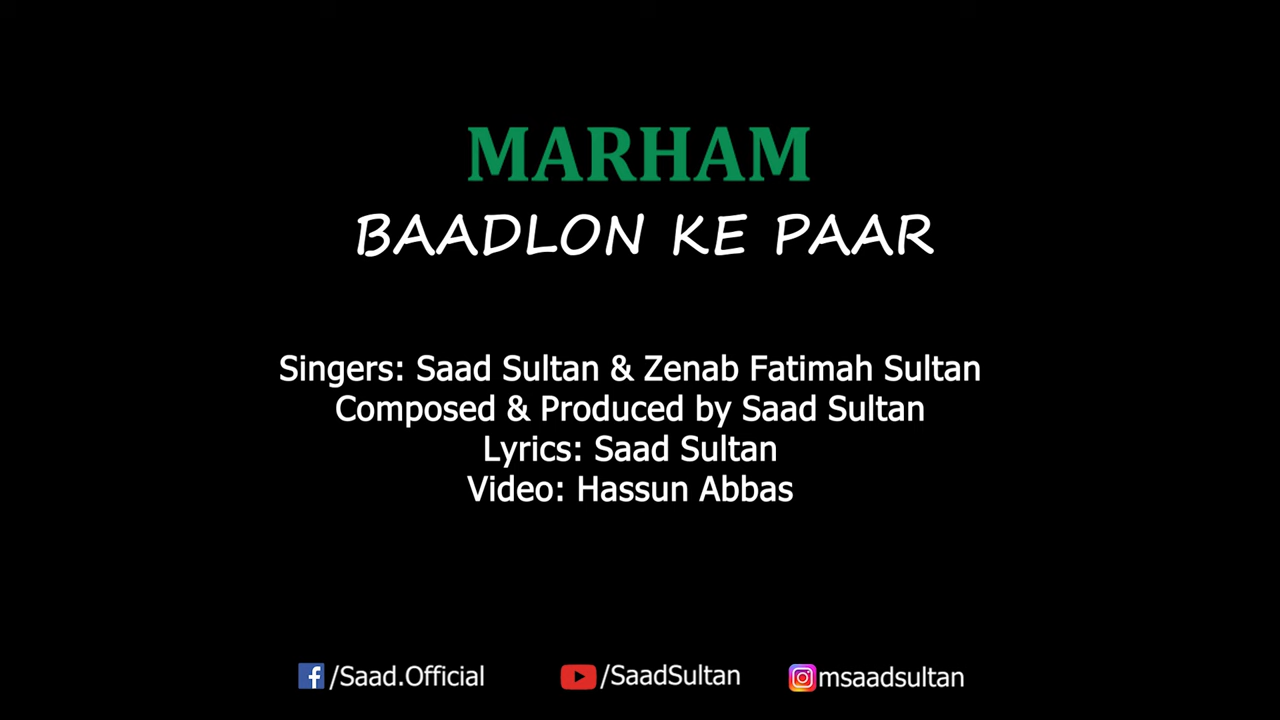 MARHAM
BAADLON KE PAAR
Singers: Saad Sultan & Zenab Fatimah Sultan
Composed & Produced by Saad Sultan
Lyrics: Saad Sultan
Video: Hassun Abbas
/Saad.Official /SaadSultan msaadsultan